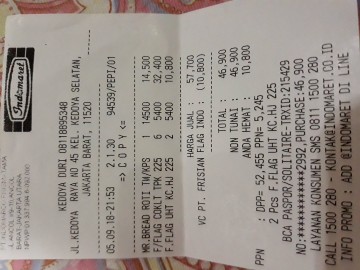 Indomaret
KEDOYA DURI 08118895348
JL. KEDOYA RAYA NO 45 KEL. KEDOYA SELATAN,
JAKARTA BARAT, 11520
05.09.18-21:53 2.1.30 94539/PEPI/01
=> C O P Y <=
MR.BREAD ROTI TW/KPS 1 14500 14,500
F/FLAG COKLT TPK 225 6 5400 32,400
F.FLAG UHT KC.HJ 225 2 5400 10,800
HARGA JUAL : 57,700
VC PT. FRISIAN FLAG INDO : (10,800)
TOTAL : 46,900
NON TUNAI : 46,900
ANDA HEMAT : 10,800
PPN : DPP= 52,455 PPN= 5,245
2 Pcs F.FLAG UHT KC.HJ 225
BCA PASPOR/SOLITAIRE-TRXID:215429
NO:************2992,PURCHASE:46,900
LAYANAN KONSUMEN SMS 0811 1500 280
CALL 1500 280 - KONTAK@INDOMARET.CO.ID
INFO PROMO : ADD @INDOMARET DI LINE